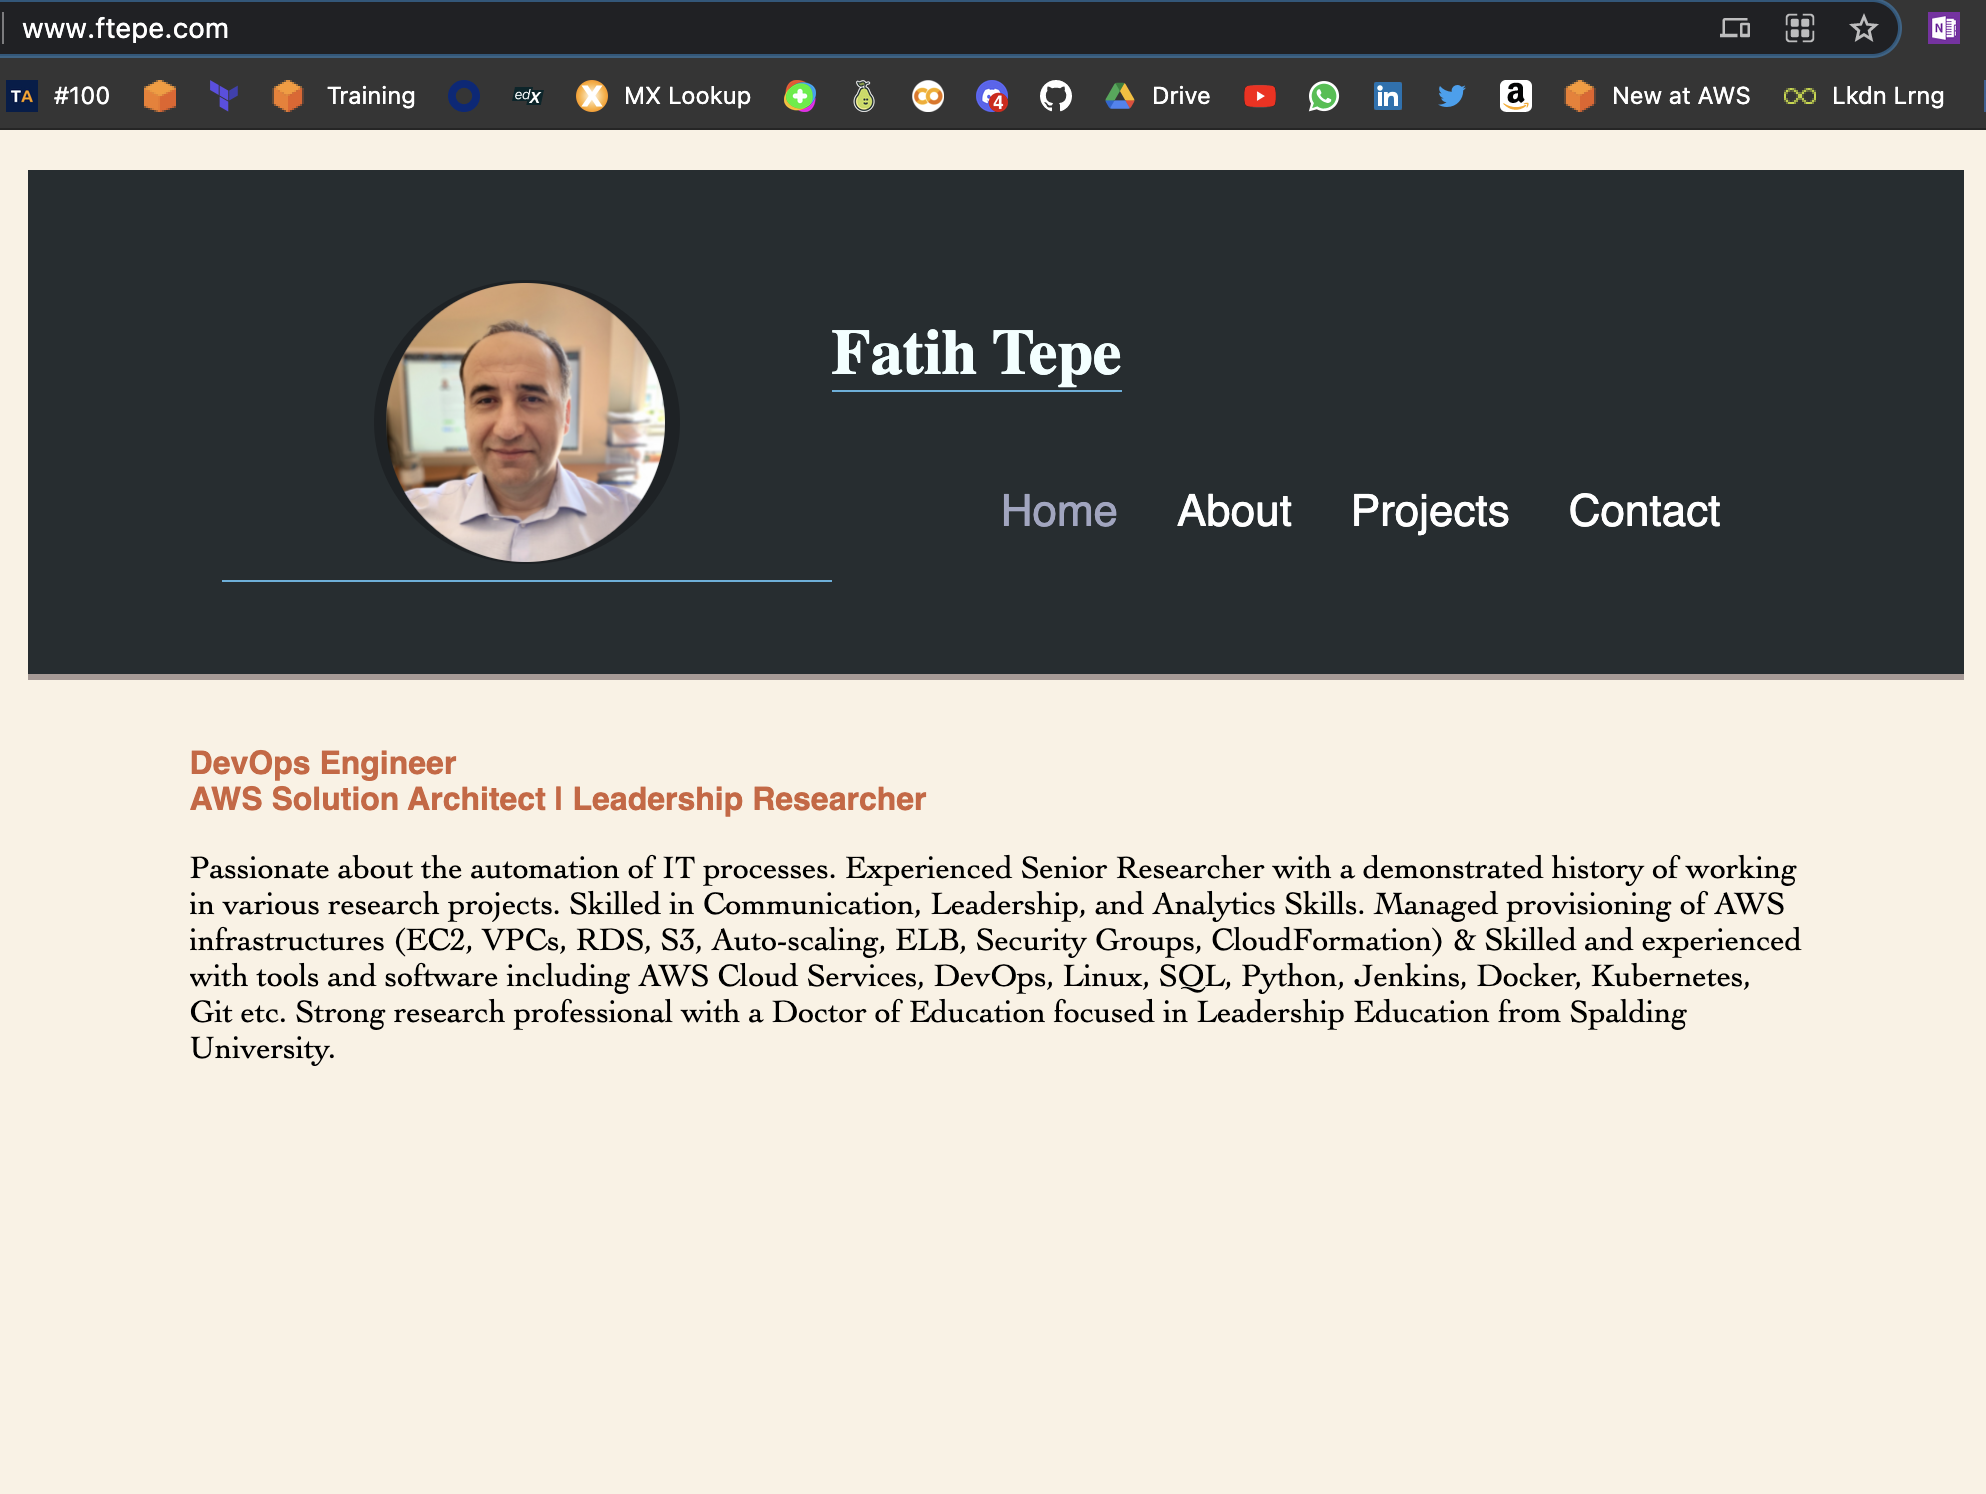 www.ftepe.com
N
TA #100 Training edX MX Lookup 4 Drive in a New at AWS Lkdn Lrng
Fatih Tepe
Home About Projects Contact
DevOps Engineer
AWS Solution Architect | Leadership Researcher
Passionate about the automation of IT processes. Experienced Senior Researcher with a demonstrated history of working
in various research projects. Skilled in Communication, Leadership, and Analytics Skills. Managed provisioning of AWS
infrastructures (EC2, VPCs, RDS, S3, Auto-scaling, ELB, Security Groups, CloudFormation) & Skilled and experienced
with tools and software including AWS Cloud Services, DevOps, Linux, SQL, Python, Jenkins, Docker, Kubernetes,
Git etc. Strong research professional with a Doctor of Education focused in Leadership Education from Spalding
University.